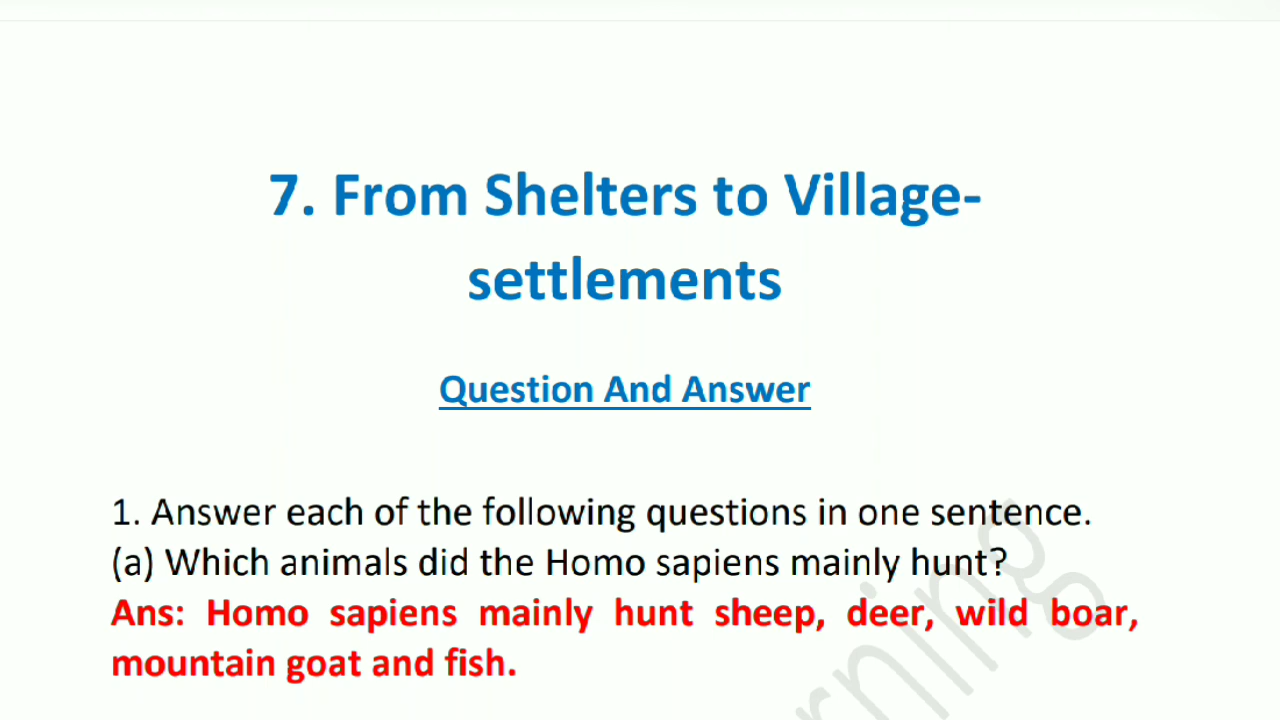 7. From Shelters to Village-
settlements
Question And Answer
1. Answer each of the following questions in one sentence.
(a) Which animals did the Homo sapiens mainly hunt?
Ans: Homo sapiens mainly hunt sheep, deer, wild boar,
mountain goat and fish.
rning